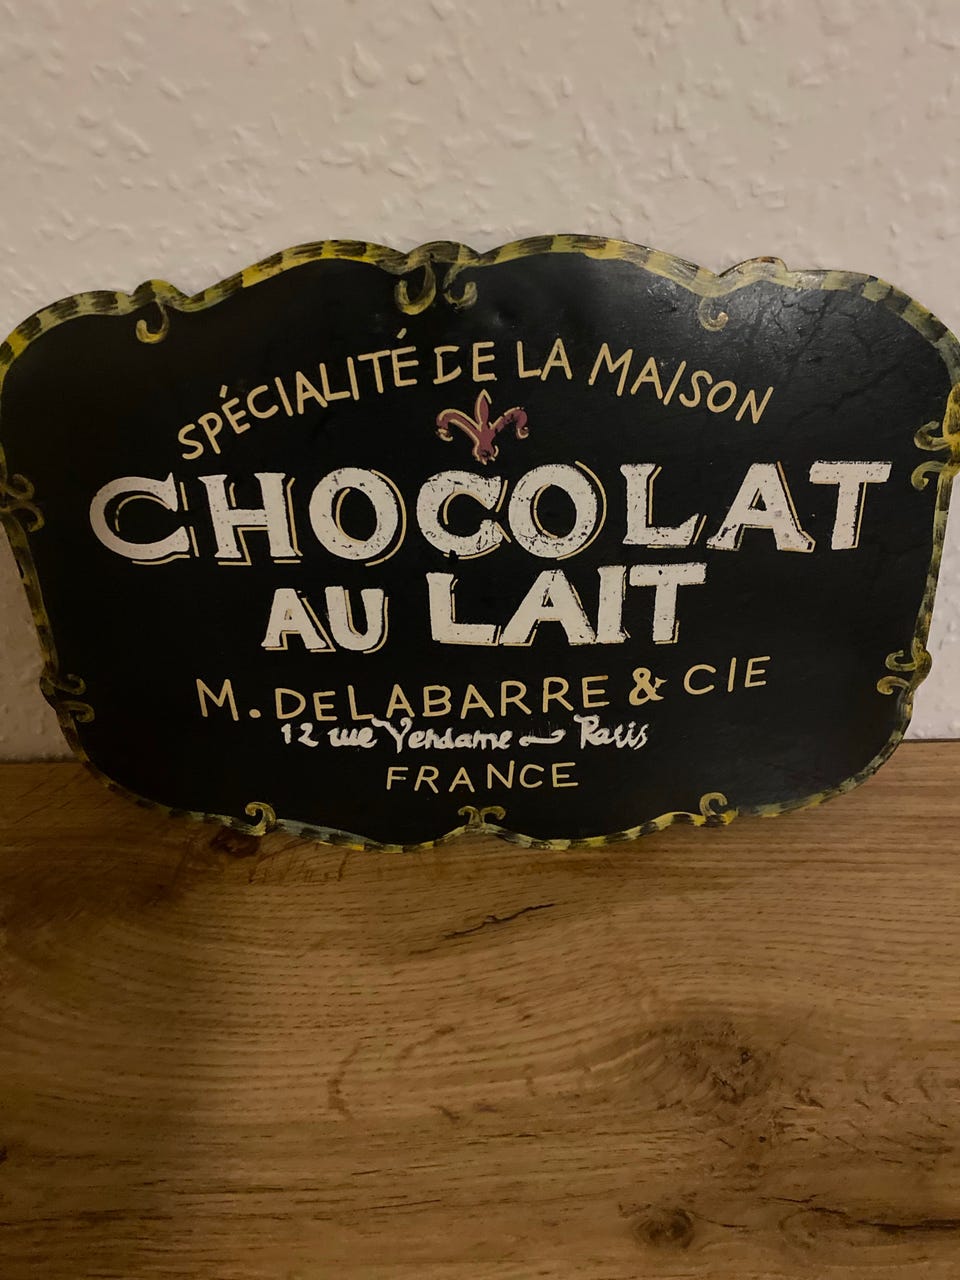 SPÉCIALITÉ DE LA MAISON
CHOCOLAT
AU LAIT
M. DELABARRE & CIE
12 rue Vendame ~ Paris
FRANCE